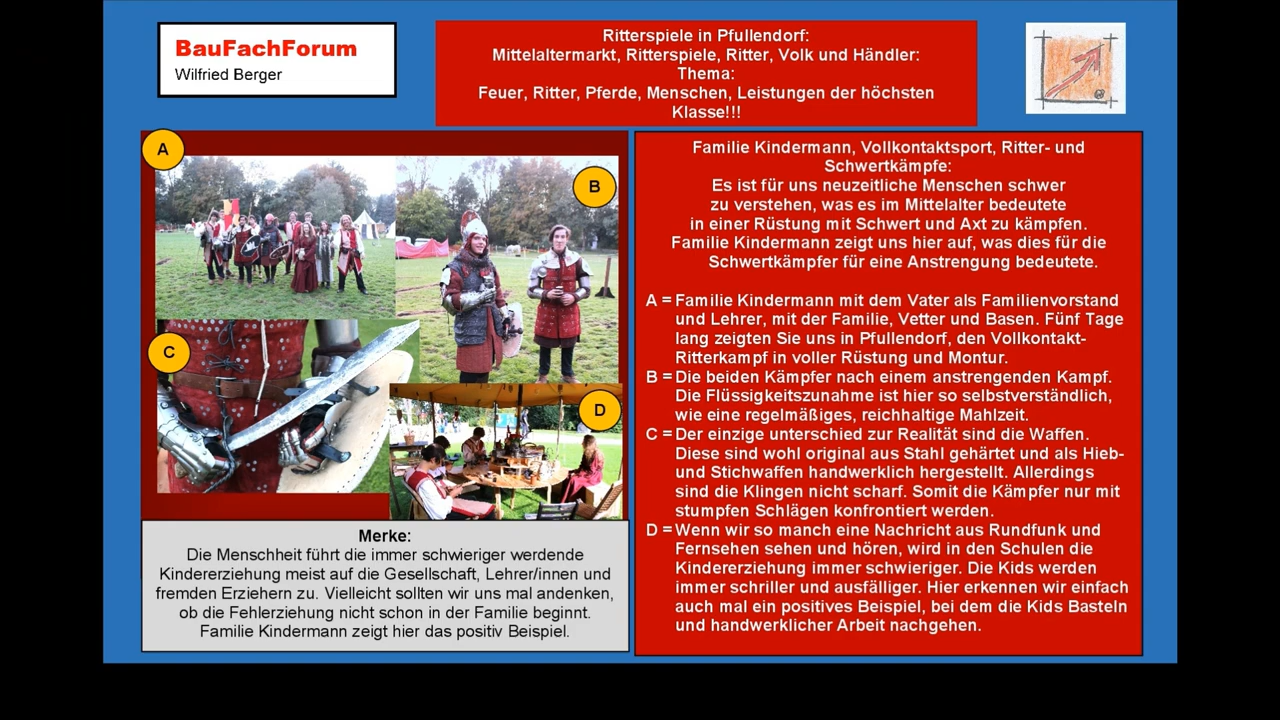 BauFachForum
Wilfried Berger
Ritterspiele in Pfullendorf:
Mittelaltermarkt, Ritterspiele, Ritter, Volk und Händler:
Thema:
Feuer, Ritter, Pferde, Menschen, Leistungen der höchsten
Klasse!!!
A
B
C
D
Merke:
Die Menschheit führt die immer schwieriger werdende
Kindererziehung meist auf die Gesellschaft, Lehrer/innen und
fremden Erziehern zu. Vielleicht sollten wir uns mal andenken,
ob die Fehlerziehung nicht schon in der Familie beginnt.
Familie Kindermann zeigt hier das positiv Beispiel.
Familie Kindermann, Vollkontaktsport, Ritter- und
Schwertkämpfe:
Es ist für uns neuzeitliche Menschen schwer
zu verstehen, was es im Mittelalter bedeutete
in einer Rüstung mit Schwert und Axt zu kämpfen.
Familie Kindermann zeigt uns hier auf, was dies für die
Schwertkämpfer für eine Anstrengung bedeutete.
A = Familie Kindermann mit dem Vater als Familienvorstand
und Lehrer, mit der Familie, Vetter und Basen. Fünf Tage
lang zeigten Sie uns in Pfullendorf, den Vollkontakt-
Ritterkampf in voller Rüstung und Montur.
B = Die beiden Kämpfer nach einem anstrengenden Kampf.
Die Flüssigkeitszunahme ist hier so selbstverständlich,
wie eine regelmäßiges, reichhaltige Mahlzeit.
C = Der einzige unterschied zur Realität sind die Waffen.
Diese sind wohl original aus Stahl gehärtet und als Hieb-
und Stichwaffen handwerklich hergestellt. Allerdings
sind die Klingen nicht scharf. Somit die Kämpfer nur mit
stumpfen Schlägen konfrontiert werden.
D = Wenn wir so manch eine Nachricht aus Rundfunk und
Fernsehen sehen und hören, wird in den Schulen die
Kindererziehung immer schwieriger. Die Kids werden
immer schriller und ausfälliger. Hier erkennen wir einfach
auch mal ein positives Beispiel, bei dem die Kids Basteln
und handwerklicher Arbeit nachgehen.